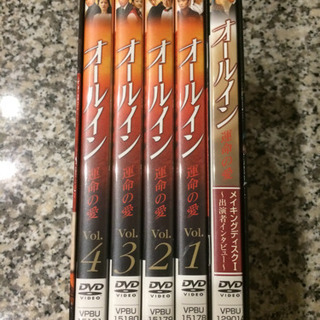 オールイン
運命の愛
Vol.
4
DVD
VIDEO
VPBU
オールイン
運命の愛
Vol.
3
DVD
VIDEO
VPBU
15180
オールイン
運命の愛
Vol.
2
DVD
VIDEO
VPBU
15179
オールイン
運命の愛
Vol.
1
DVD
VIDEO
VPBU
15178
オールイン
運命の愛
メイキングディスクI
～出演者インタビュー～
DVD
VIDEO
VPBU